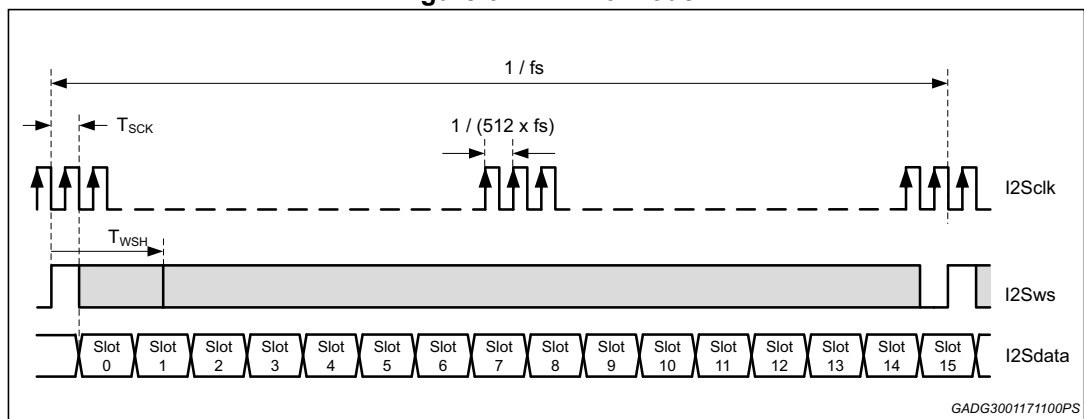 1 / fs
TSCK
1 / (512 x fs)
I2Sclk
TWSH
I2Sws
Slot 0 Slot 1 Slot 2 Slot 3 Slot 4 Slot 5 Slot 6 Slot 7 Slot 8 Slot 9 Slot 10 Slot 11 Slot 12 Slot 13 Slot 14 Slot 15
I2Sdata
GADG3001171100PS